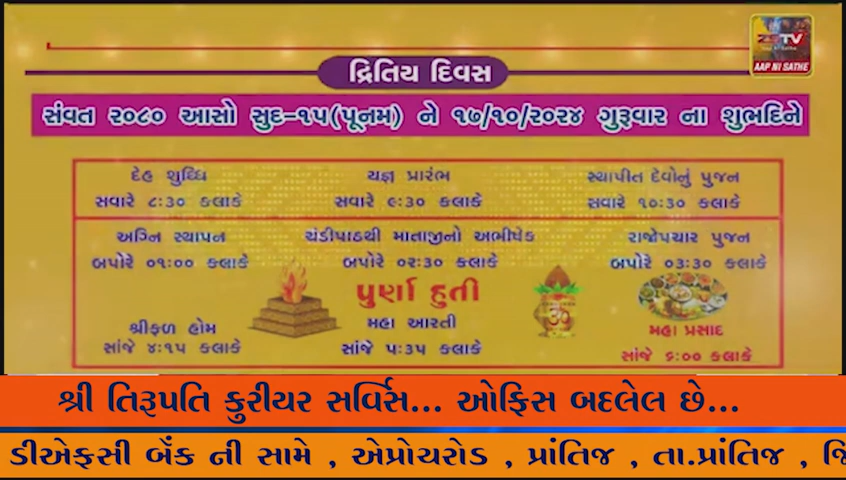 ZSTV
AAP NI SATHE
દ્રિતિય દિવસ
સંવત ૨૦૮૦ આસો સુદ-૧૫(પૂનમ) ને ૧૭/૧૦/૨૦૨૪ ગુરૂવાર ના શુભદિને
દેહ શુધ્ધિ યજ્ઞ પ્રારંભ સ્થાપીત દેવોનું પુજન
સવારે ૮:૩૦ કલાકે સવારે ૯:૩૦ કલાકે સવારે ૧૦:૩૦ કલાકે
અગ્નિ સ્થાપન ચંડીપાઠથી માતાજીનો અભીષેક રાજોપચાર પુજન
બપોરે ૦૧:૦૦ કલાકે બપોરે ૦૨:૩૦ કલાકે બપોરે ૦૩:૩૦ કલાકે
પુર્ણા હુતી
શ્રીફળ હોમ મહા આરતી મહા પ્રસાદ
સાંજે ૪:૧૫ કલાકે સાંજે ૫:૩૫ કલાકે સાંજે ૬:૦૦ કલાકે
શ્રી તિરૂપતિ કુરીયર સર્વિસ... ઓફિસ બદલેલ છે...
ડીએફસી બેંક ની સામે , એપ્રોચરોડ , પ્રાંતિજ , તા.પ્રાંતિજ , જિ